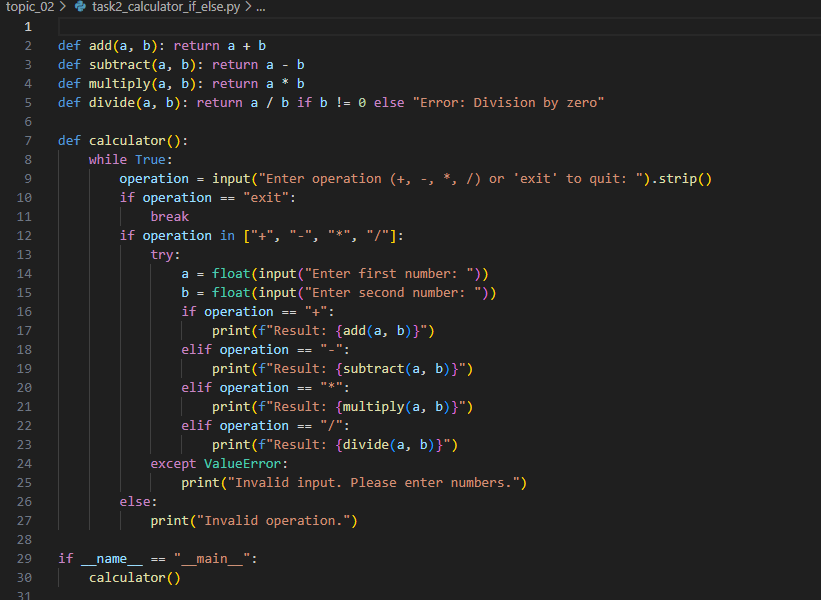 topic_02 > task2_calculator_if_else.py > ...
1
2 def add(a, b): return a + b
3 def subtract(a, b): return a - b
4 def multiply(a, b): return a * b
5 def divide(a, b): return a / b if b != 0 else "Error: Division by zero"
6
7 def calculator():
8     while True:
9         operation = input("Enter operation (+, -, *, /) or 'exit' to quit: ").strip()
10         if operation == "exit":
11             break
12         if operation in ["+", "-", "*", "/"]:
13             try:
14                 a = float(input("Enter first number: "))
15                 b = float(input("Enter second number: "))
16                 if operation == "+":
17                     print(f"Result: {add(a, b)}")
18                 elif operation == "-":
19                     print(f"Result: {subtract(a, b)}")
20                 elif operation == "*":
21                     print(f"Result: {multiply(a, b)}")
22                 elif operation == "/":
23                     print(f"Result: {divide(a, b)}")
24             except ValueError:
25                 print("Invalid input. Please enter numbers.")
26         else:
27             print("Invalid operation.")
28
29 if __name__ == "__main__":
30     calculator()
31